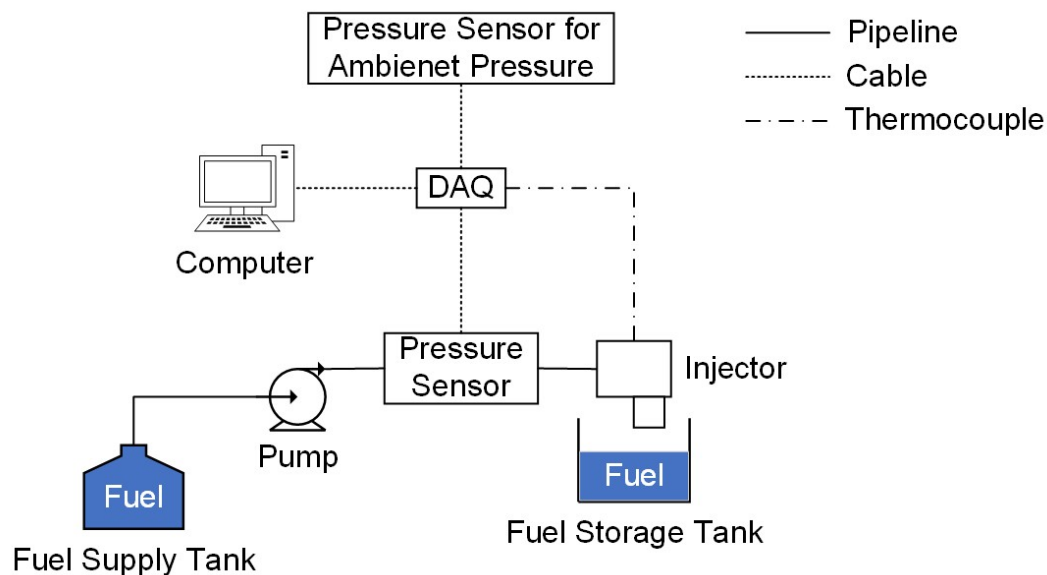 Pressure Sensor for
Ambienet Pressure
Pipeline
Cable
Thermocouple
DAQ
Computer
Pressure
Sensor
Injector
Pump
Fuel
Fuel
Fuel Storage Tank
Fuel Supply Tank